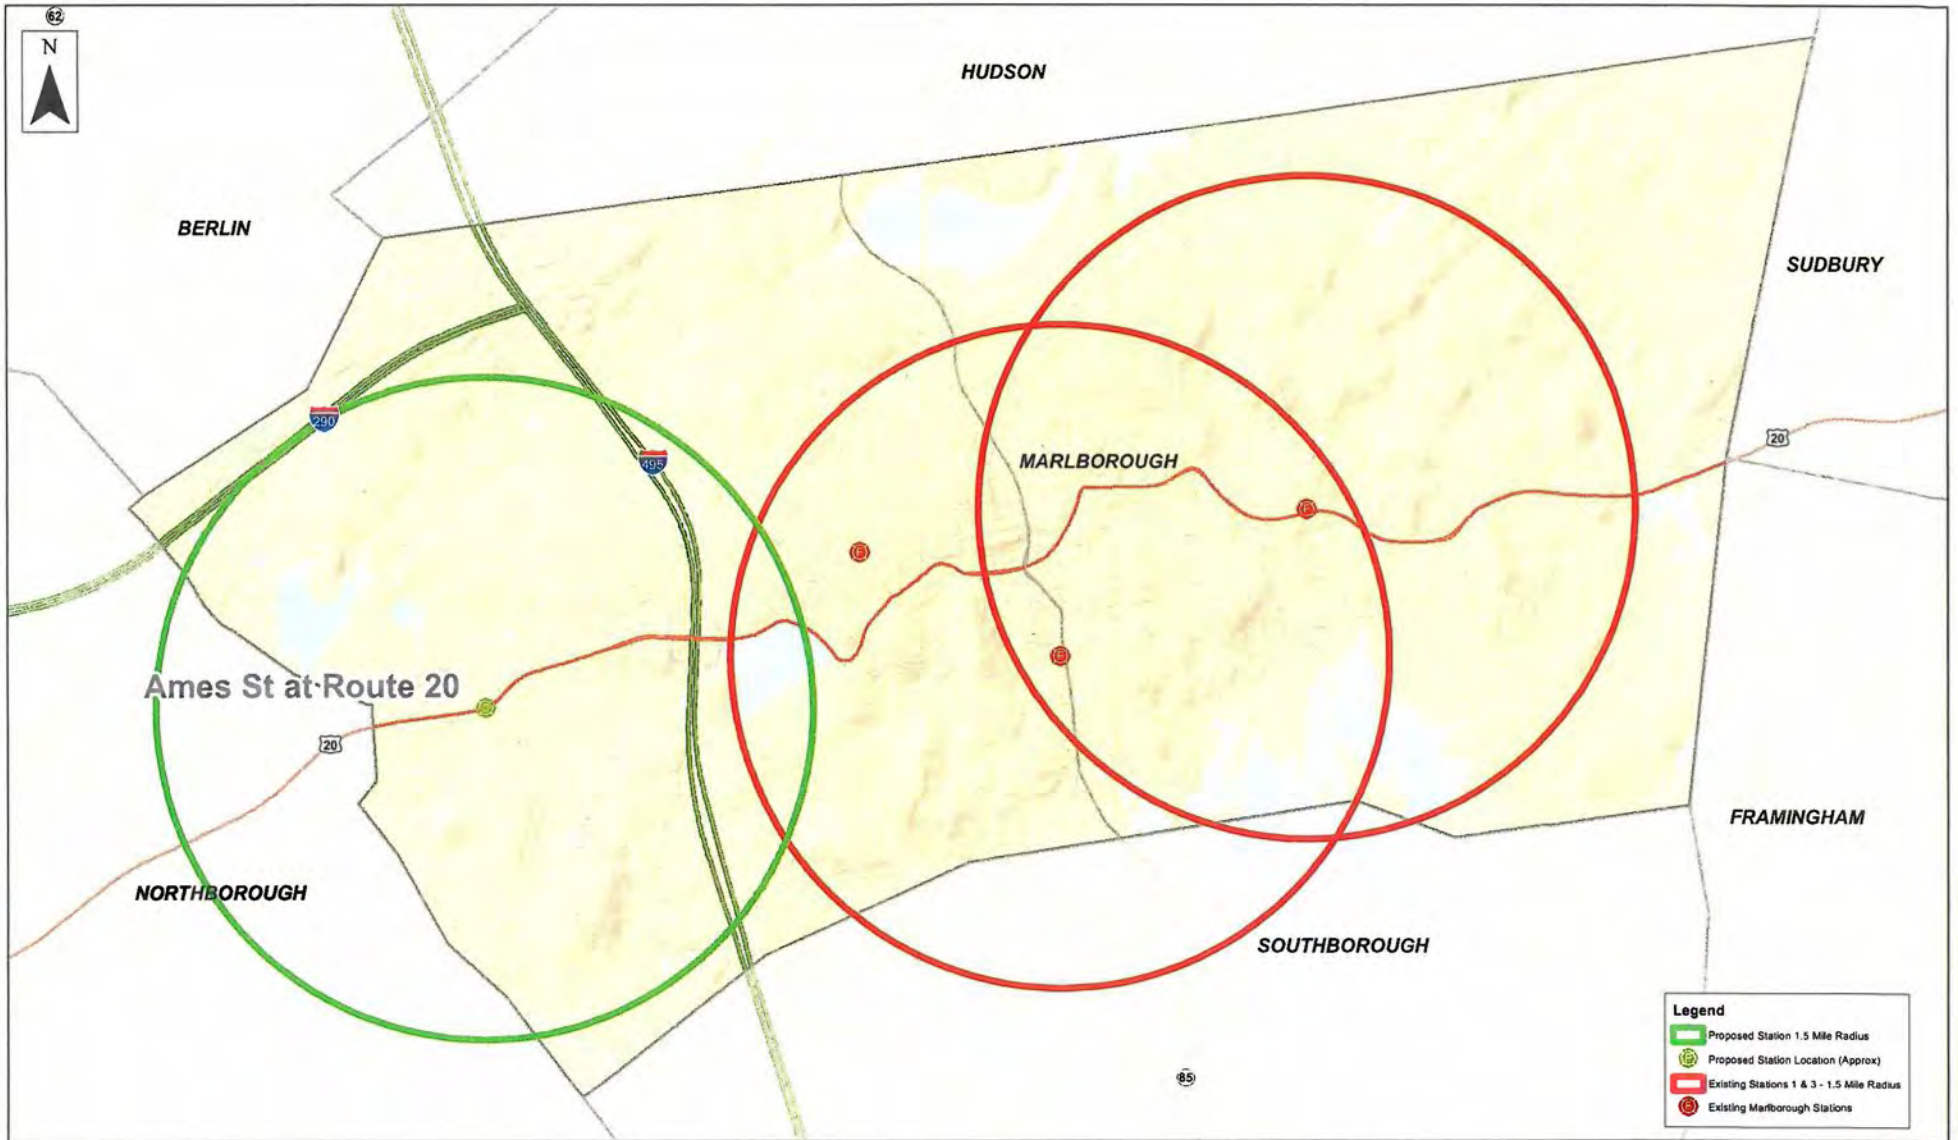 62
N
HUDSON
BERLIN
SUDBURY
290
20
495
MARLBOROUGH
Ames St at Route 20
20
FRAMINGHAM
NORTHBOROUGH
SOUTHBOROUGH
85
Legend
Proposed Station 1.5 Mile Radius
Proposed Station Location (Approx)
Existing Stations 1 & 3 - 1.5 Mile Radius
Existing Marlborough Stations